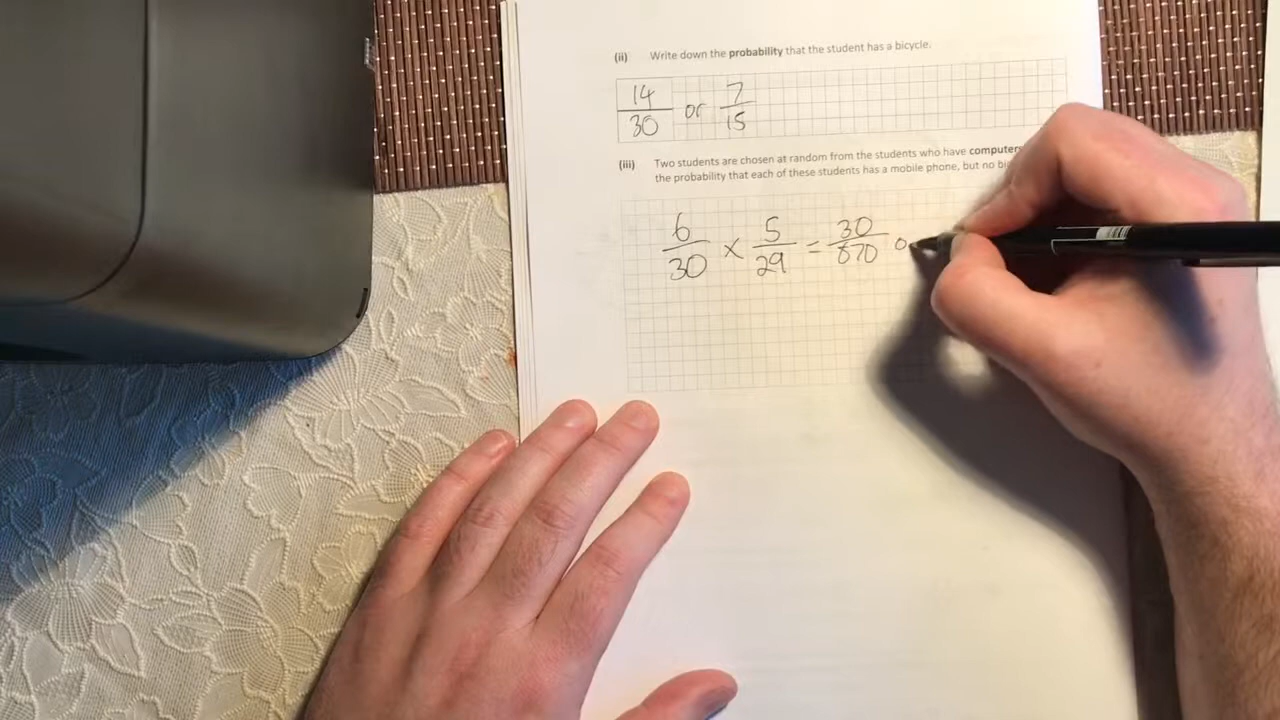 (ii) Write down the probability that the student has a bicycle.
14
30
or
7
15
(iii) Two students are chosen at random from the students who have computers
the probability that each of these students has a mobile phone, but no
6
30
x
5
29
=
30
870
o